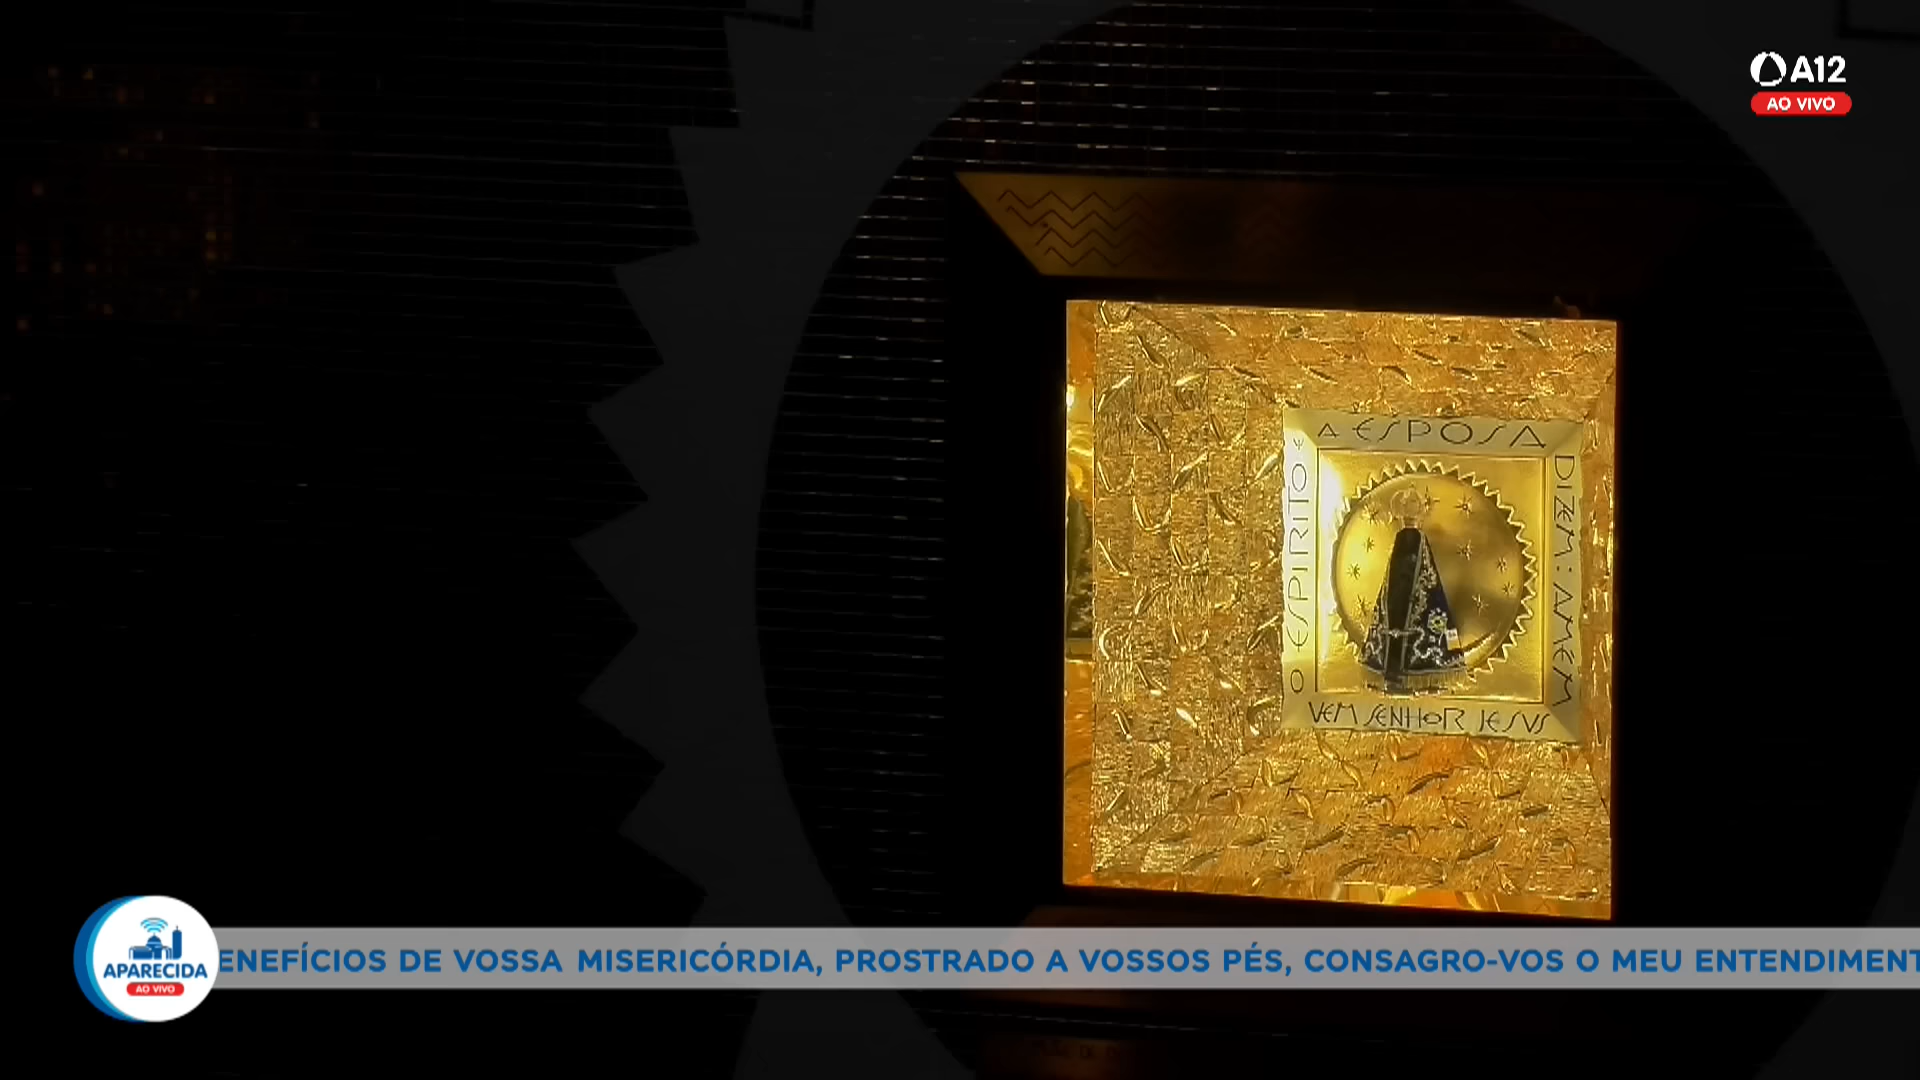 A12
AO VIVO
O ESPIRITO E
A ESPOSA
DIZEM: AMÉM
VEM SENHOR JESUS
ENEFÍCIOS DE VOSSA MISERICÓRDIA, PROSTRADO A VOSSOS PÉS, CONSAGRO-VOS O MEU ENTENDIMENT
APARECIDA
AO VIVO